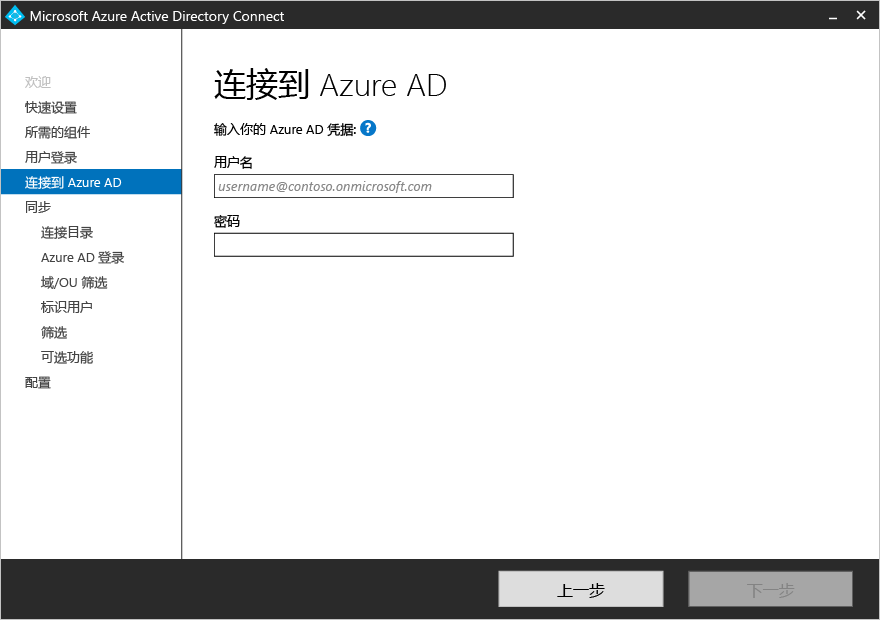 Microsoft Azure Active Directory Connect
欢迎
快速设置
所需的组件
用户登录
连接到 Azure AD
同步
连接目录
Azure AD 登录
域/OU 筛选
标识用户
筛选
可选功能
配置
连接到 Azure AD
输入你的 Azure AD 凭据: ?
用户名
username@contoso.onmicrosoft.com
密码
上一步
下一步